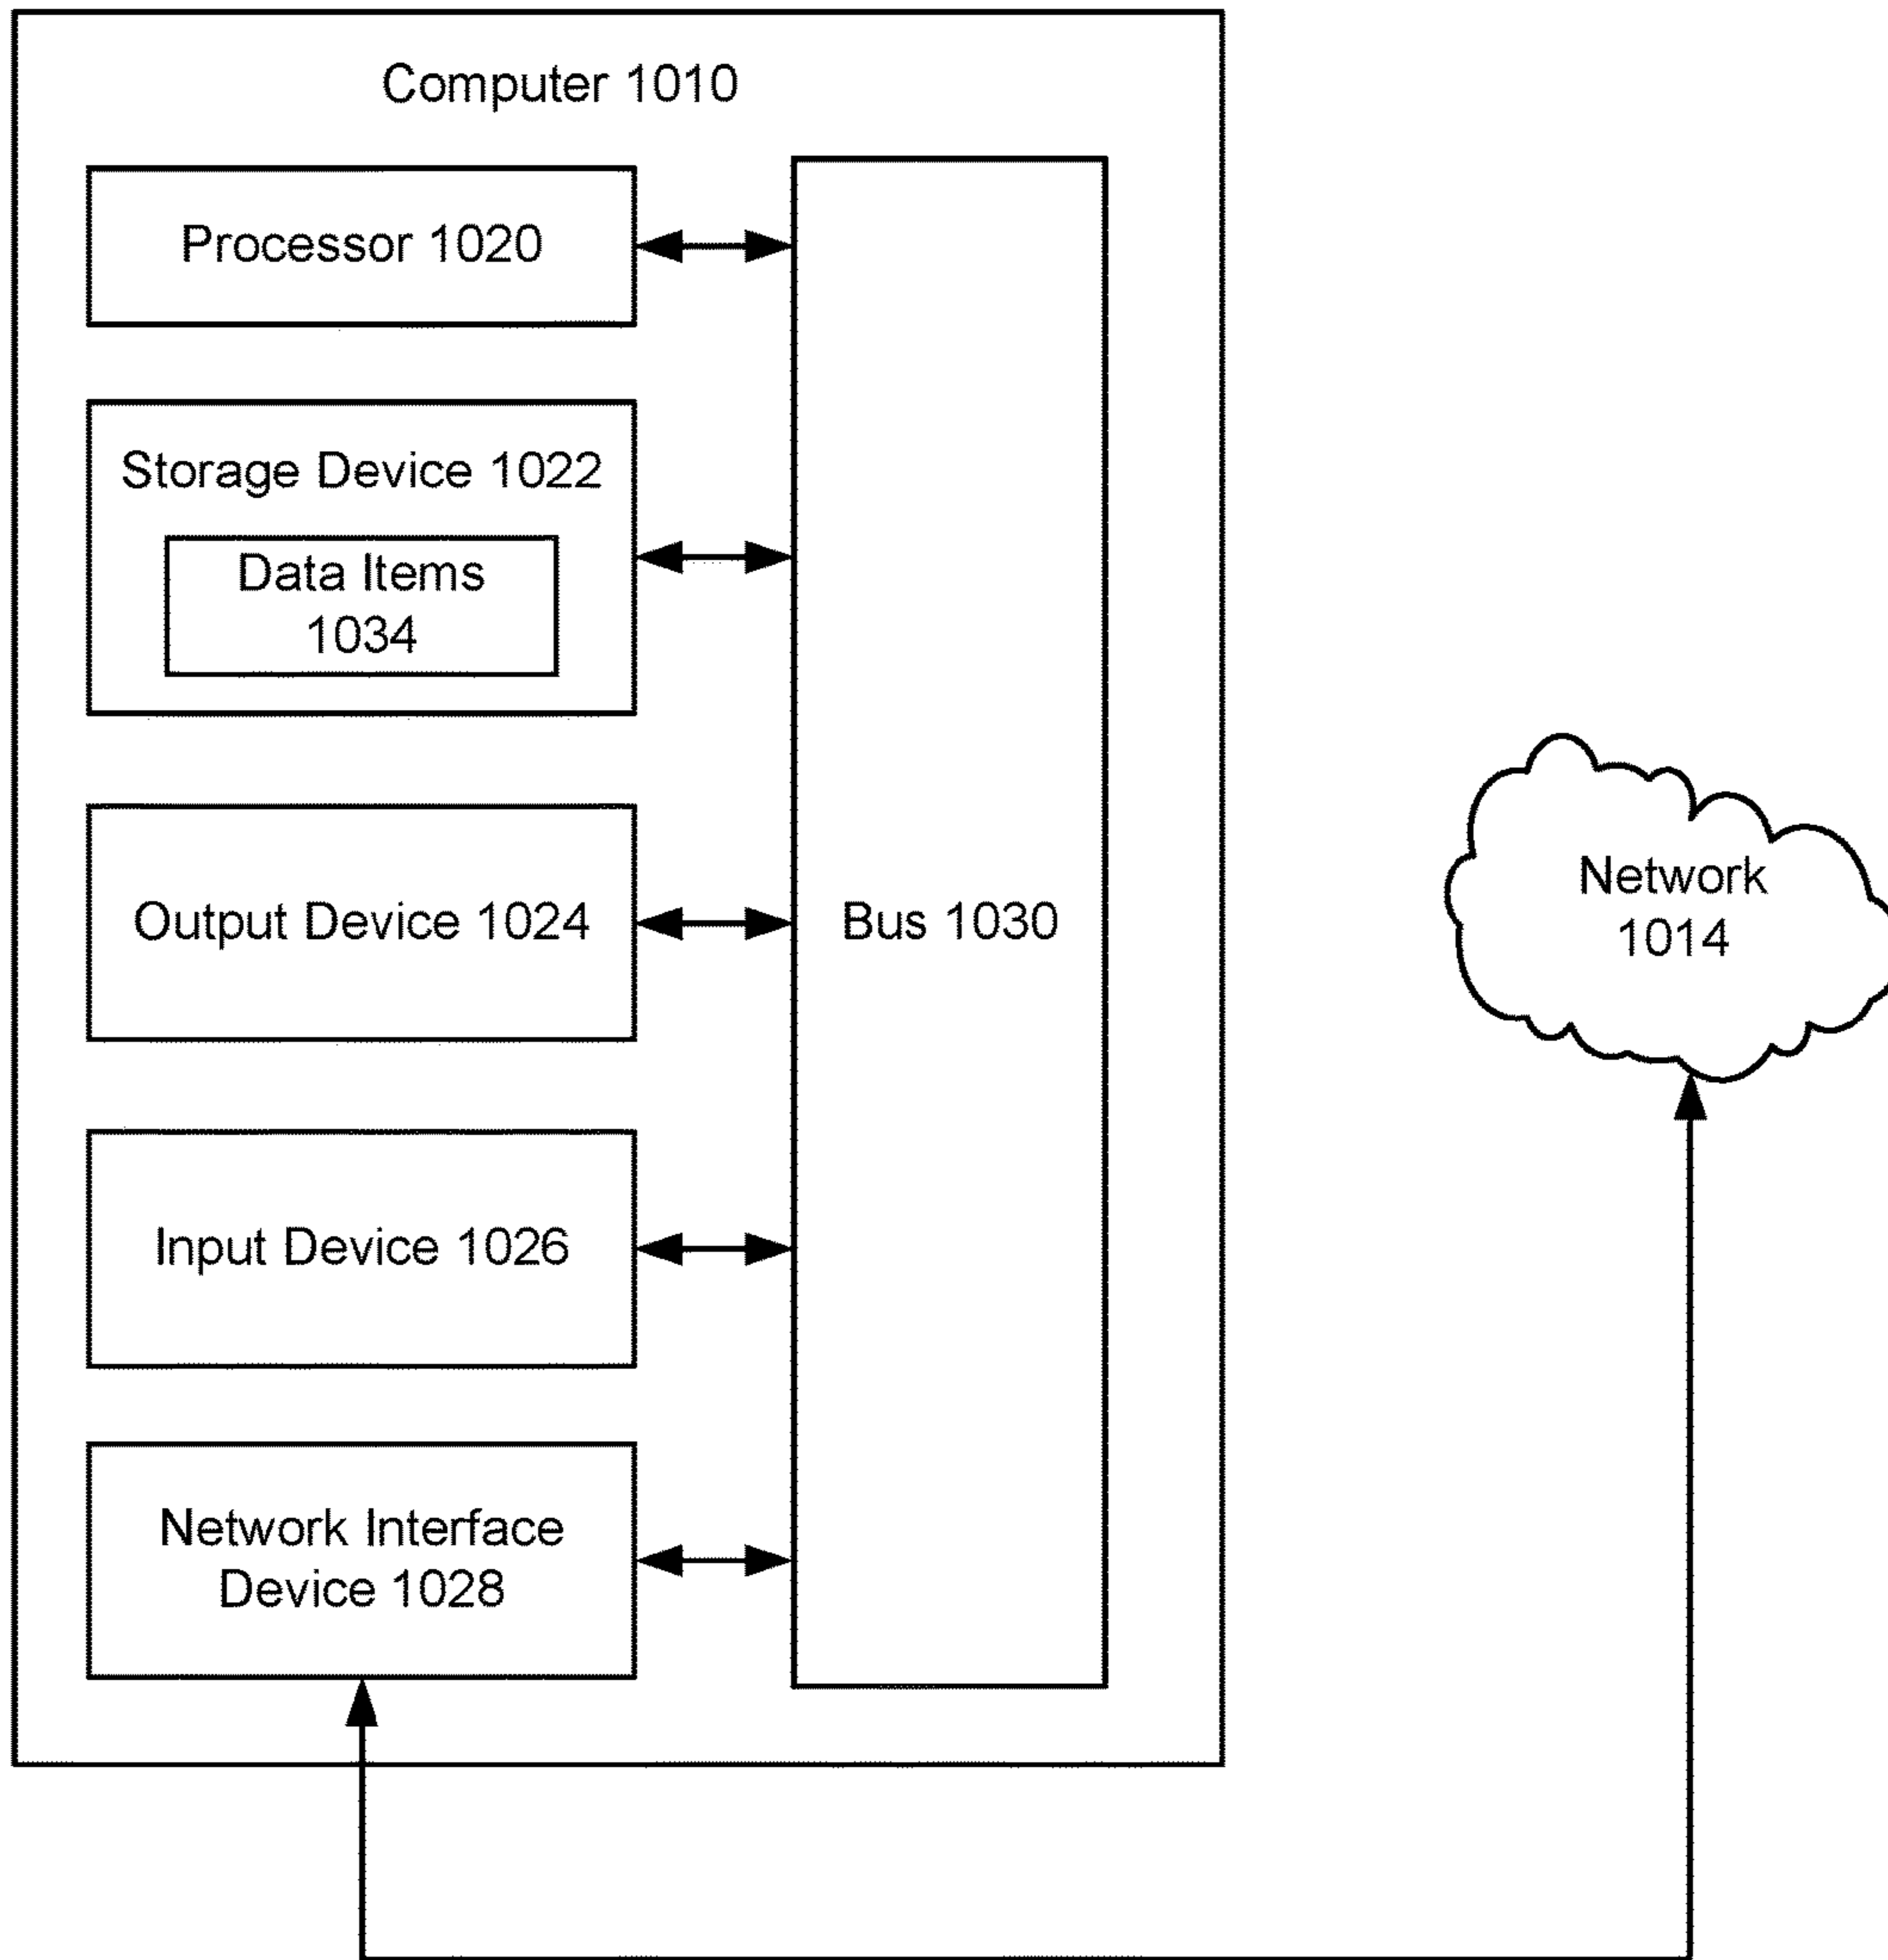 Computer 1010
Processor 1020
Storage Device 1022
Data Items
1034
Output Device 1024
Bus 1030
Input Device 1026
Network Interface
Device 1028
Network
1014